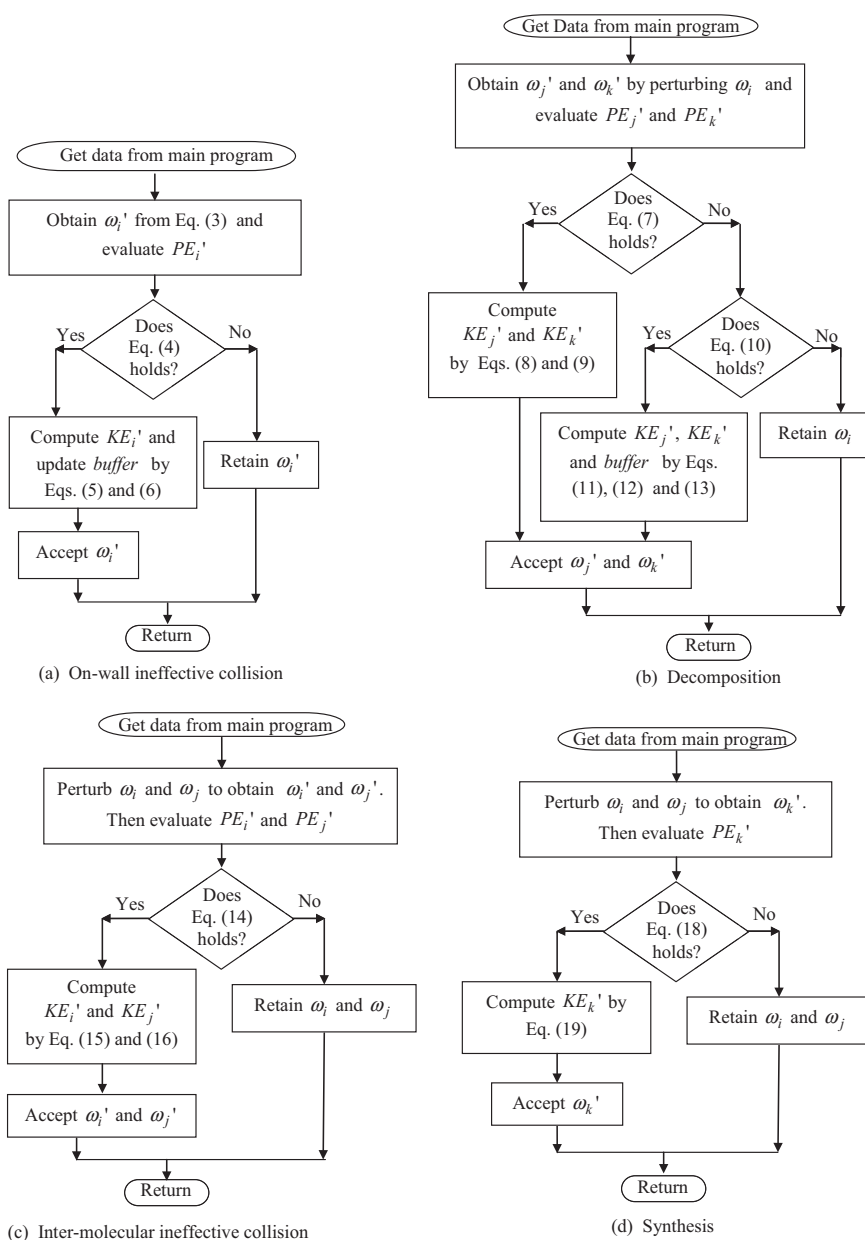 Get data from main program
Obtain ωi' from Eq. (3) and
evaluate PEi'
Does
Eq. (4)
holds?
Yes
No
Compute KEi' and
update buffer by
Eqs. (5) and (6)
Retain ωi'
Accept ωi'
Return
(a) On-wall ineffective collision
Get Data from main program
Obtain ωj' and ωk' by perturbing ωi and
evaluate PEj' and PEk'
Does
Eq. (7)
holds?
Yes
No
Compute
KEj' and KEk'
by Eqs. (8) and (9)
Does
Eq. (10)
holds?
Yes
No
Compute KEj', KEk'
and buffer by Eqs.
(11), (12) and (13)
Retain ωi
Accept ωj' and ωk'
Return
(b) Decomposition
Get data from main program
Perturb ωi and ωj to obtain ωi' and ωj'.
Then evaluate PEi' and PEj'
Does
Eq. (14)
holds?
Yes
No
Compute
KEi' and KEj'
by Eq. (15) and (16)
Retain ωi and ωj
Accept ωi' and ωj'
Return
(c) Inter-molecular ineffective collision
Get data from main program
Perturb ωi and ωj to obtain ωk'.
Then evaluate PEk'
Does
Eq. (18)
holds?
Yes
No
Compute KEk' by
Eq. (19)
Retain ωi and ωj
Accept ωk'
Return
(d) Synthesis